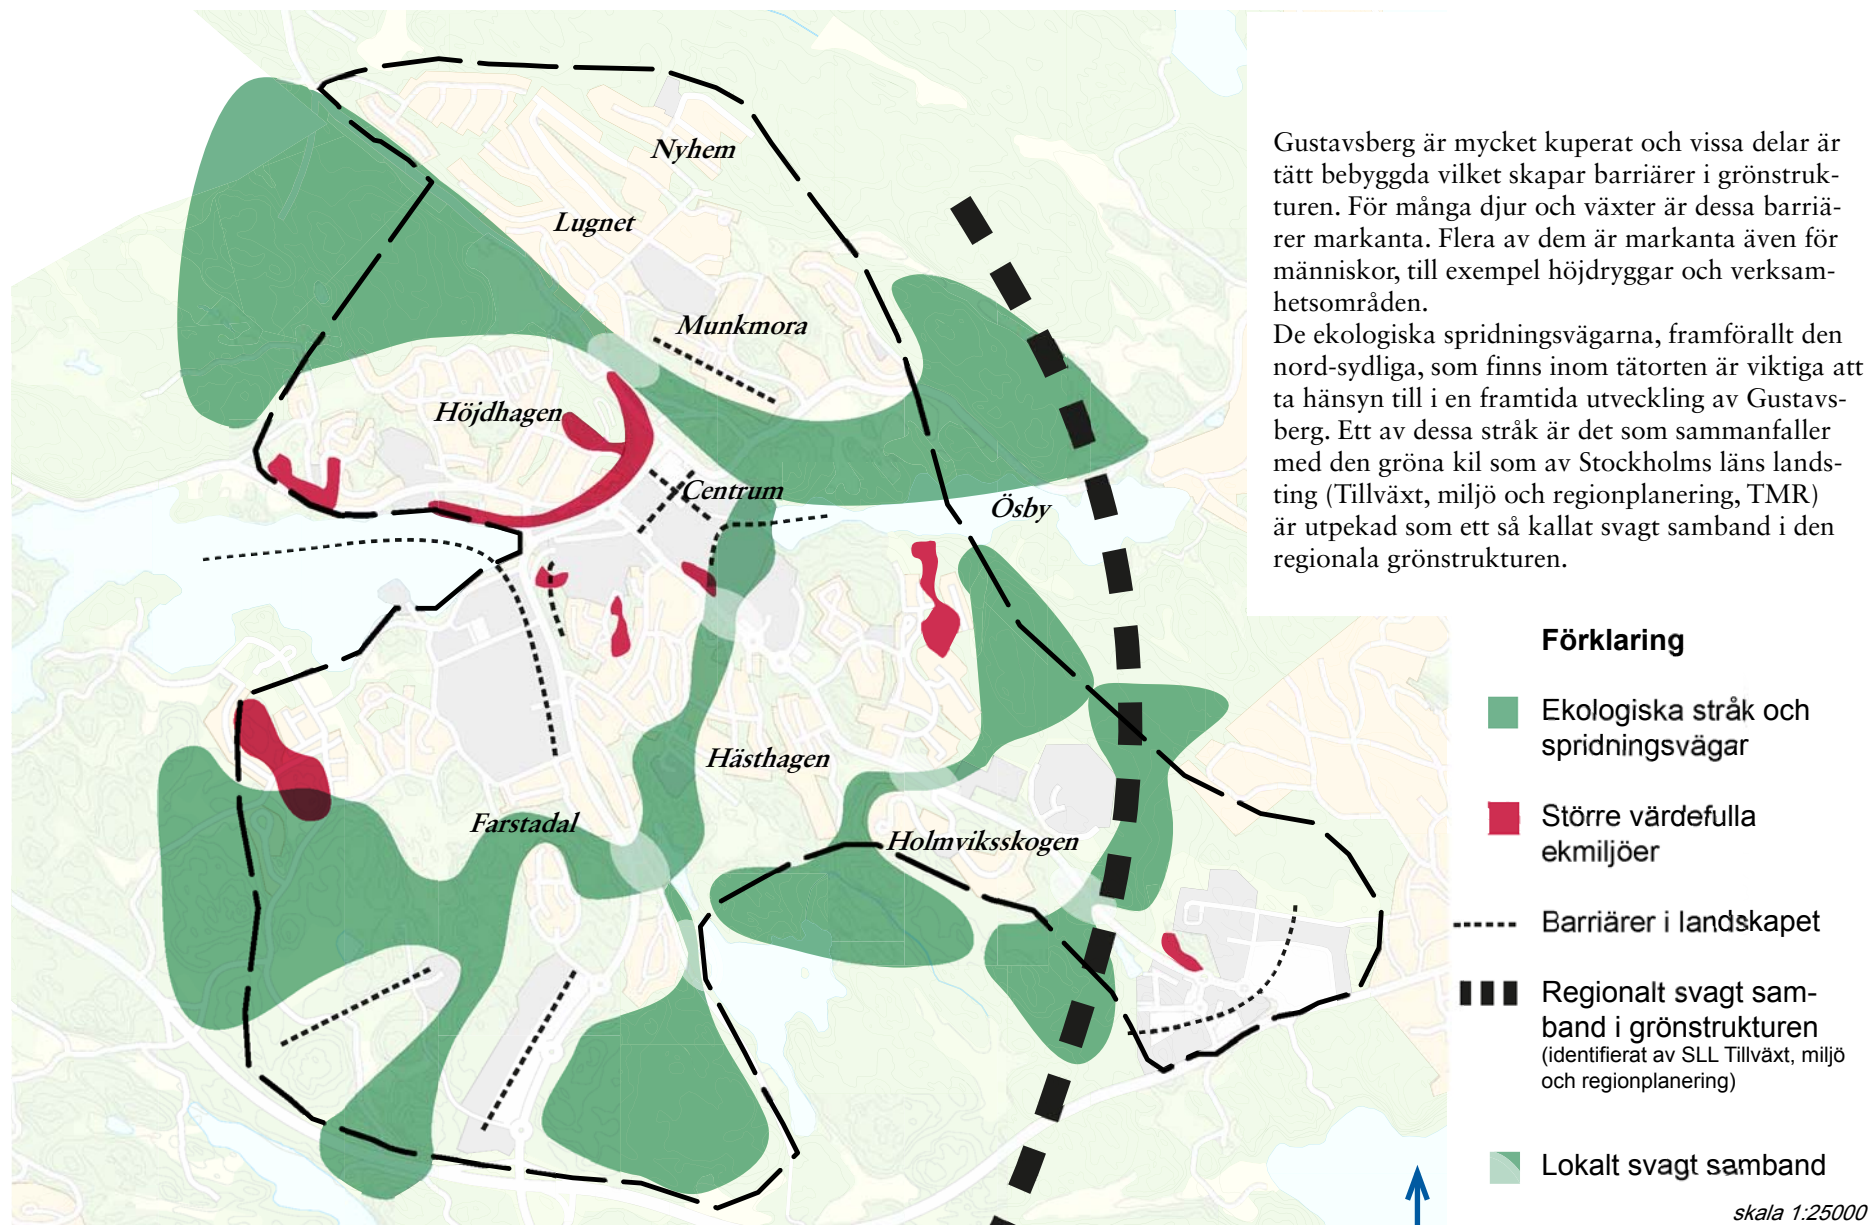 Nyhem
Lugnet
Munkmora
Höjdhagen
Centrum
Ösby
Hästhagen
Farstadal
Holmviksskogen
Gustavsberg är mycket kuperat och vissa delar är
tätt bebyggda vilket skapar barriärer i grönstruk-
turen. För många djur och växter är dessa barriä-
rer markanta. Flera av dem är markanta även för
människor, till exempel höjdryggar och verksam-
hetsområden.
De ekologiska spridningsvägarna, framförallt den
nord-sydliga, som finns inom tätorten är viktiga att
ta hänsyn till i en framtida utveckling av Gustavs-
berg. Ett av dessa stråk är det som sammanfaller
med den gröna kil som av Stockholms läns lands-
ting (Tillväxt, miljö och regionplanering, TMR)
är utpekad som ett så kallat svagt samband i den
regionala grönstrukturen.
Förklaring
Ekologiska stråk och
spridningsvägar
Större värdefulla
ekmiljöer
Barriärer i landskapet
Regionalt svagt sam-
band i grönstrukturen
(identifierat av SLL Tillväxt, miljö
och regionplanering)
Lokalt svagt samband
skala 1:25000